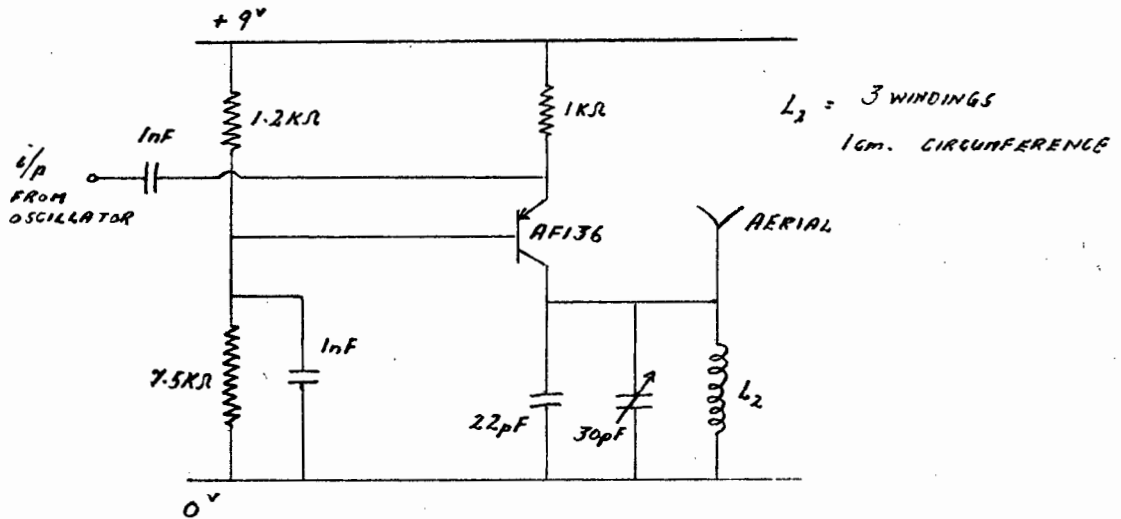 + 9v
1.2KΩ
1KΩ
L2 = 3 WINDINGS
1cm. CIRCUMFERENCE
1nF
i/p
FROM
OSCILLATOR
AF136
AERIAL
7.5KΩ
1nF
22pF
30pF
L2
0v